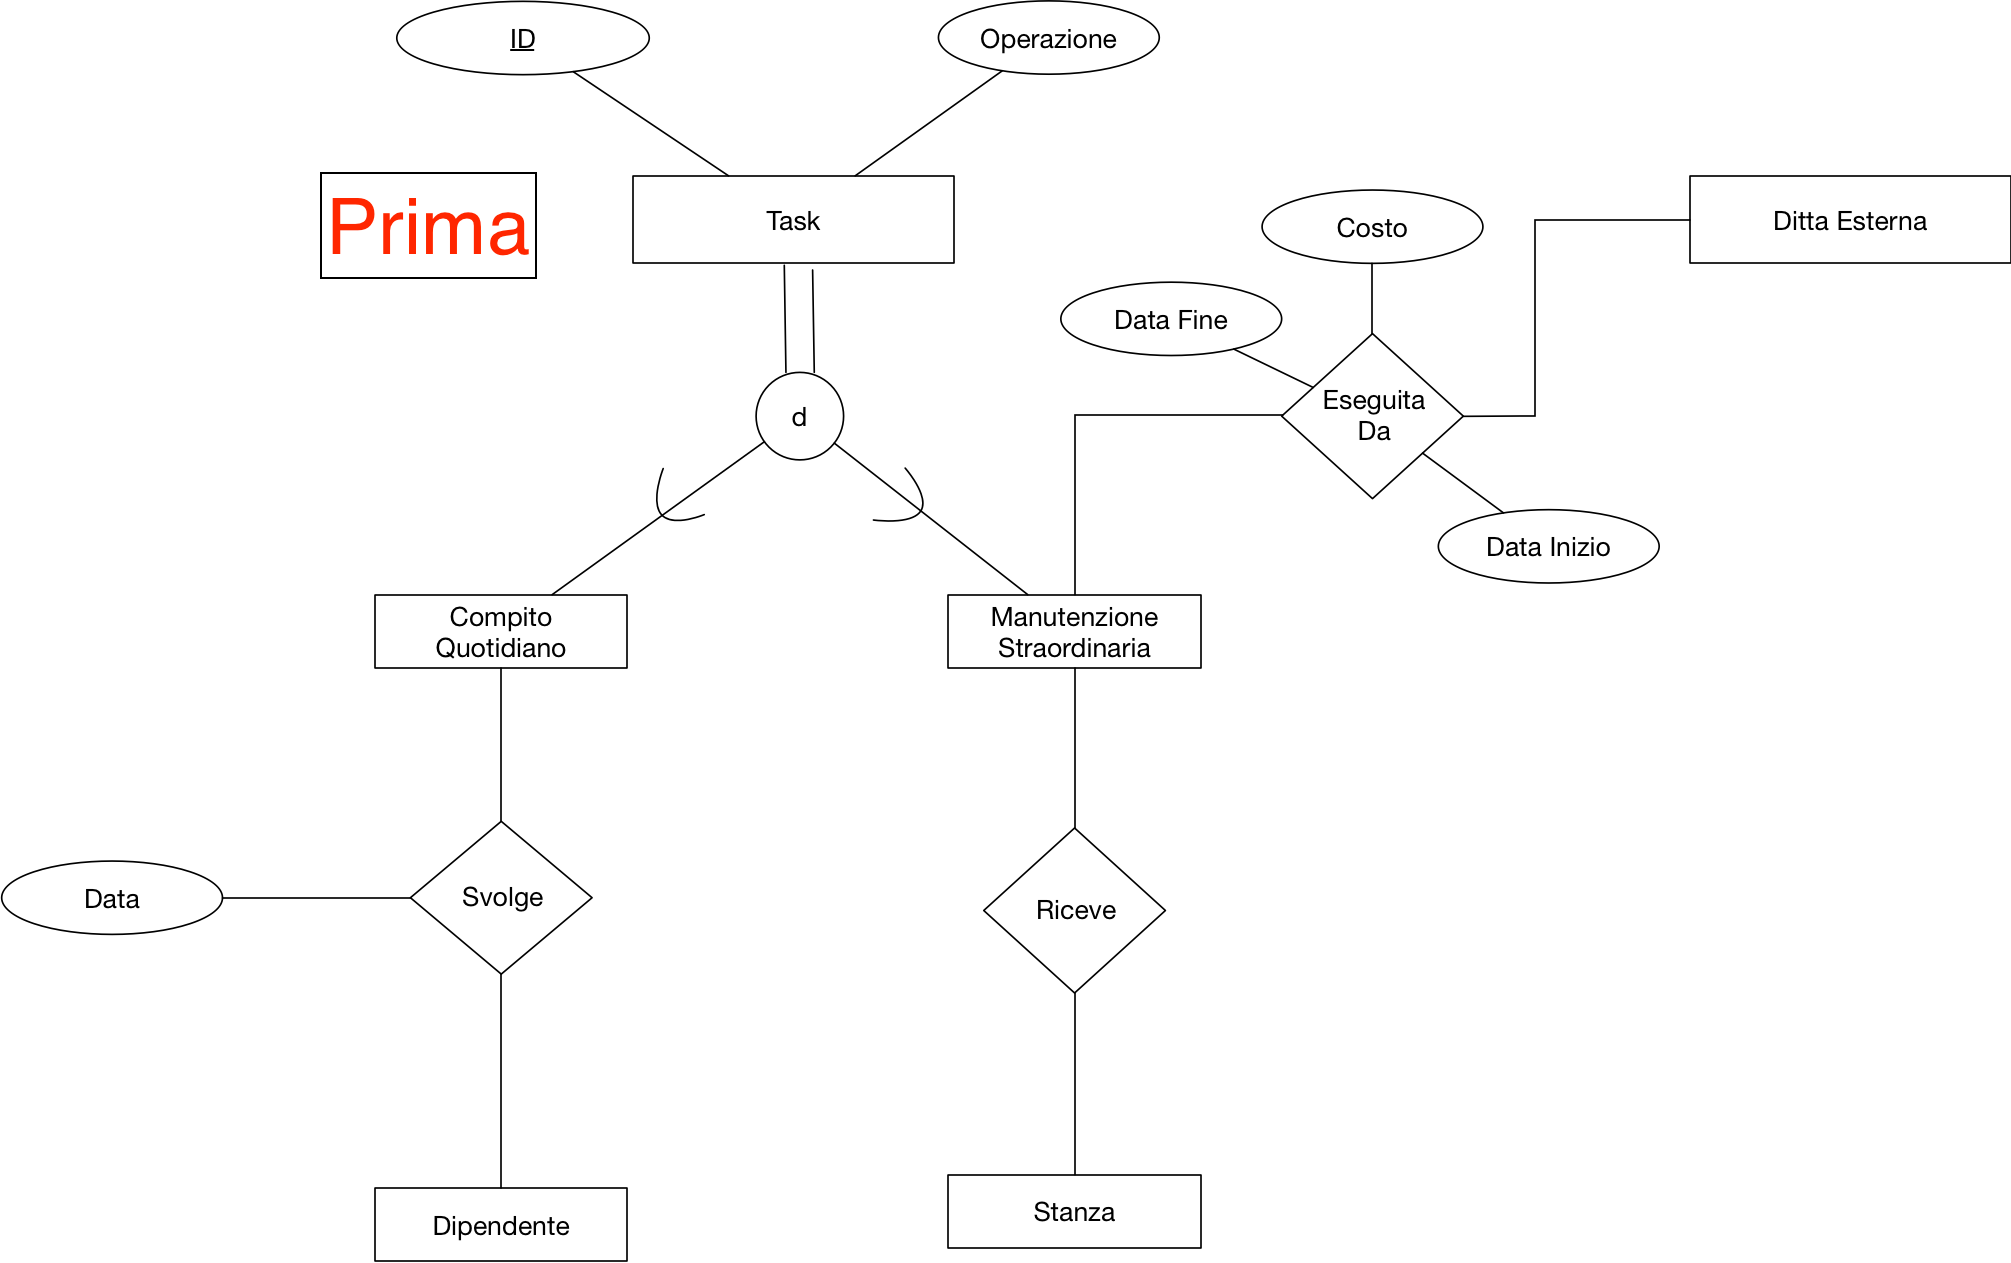 ID
Operazione
Prima
Task
Costo
Ditta Esterna
Data Fine
Eseguita
Da
d
Data Inizio
Compito
Quotidiano
Manutenzione
Straordinaria
Data
Svolge
Riceve
Dipendente
Stanza